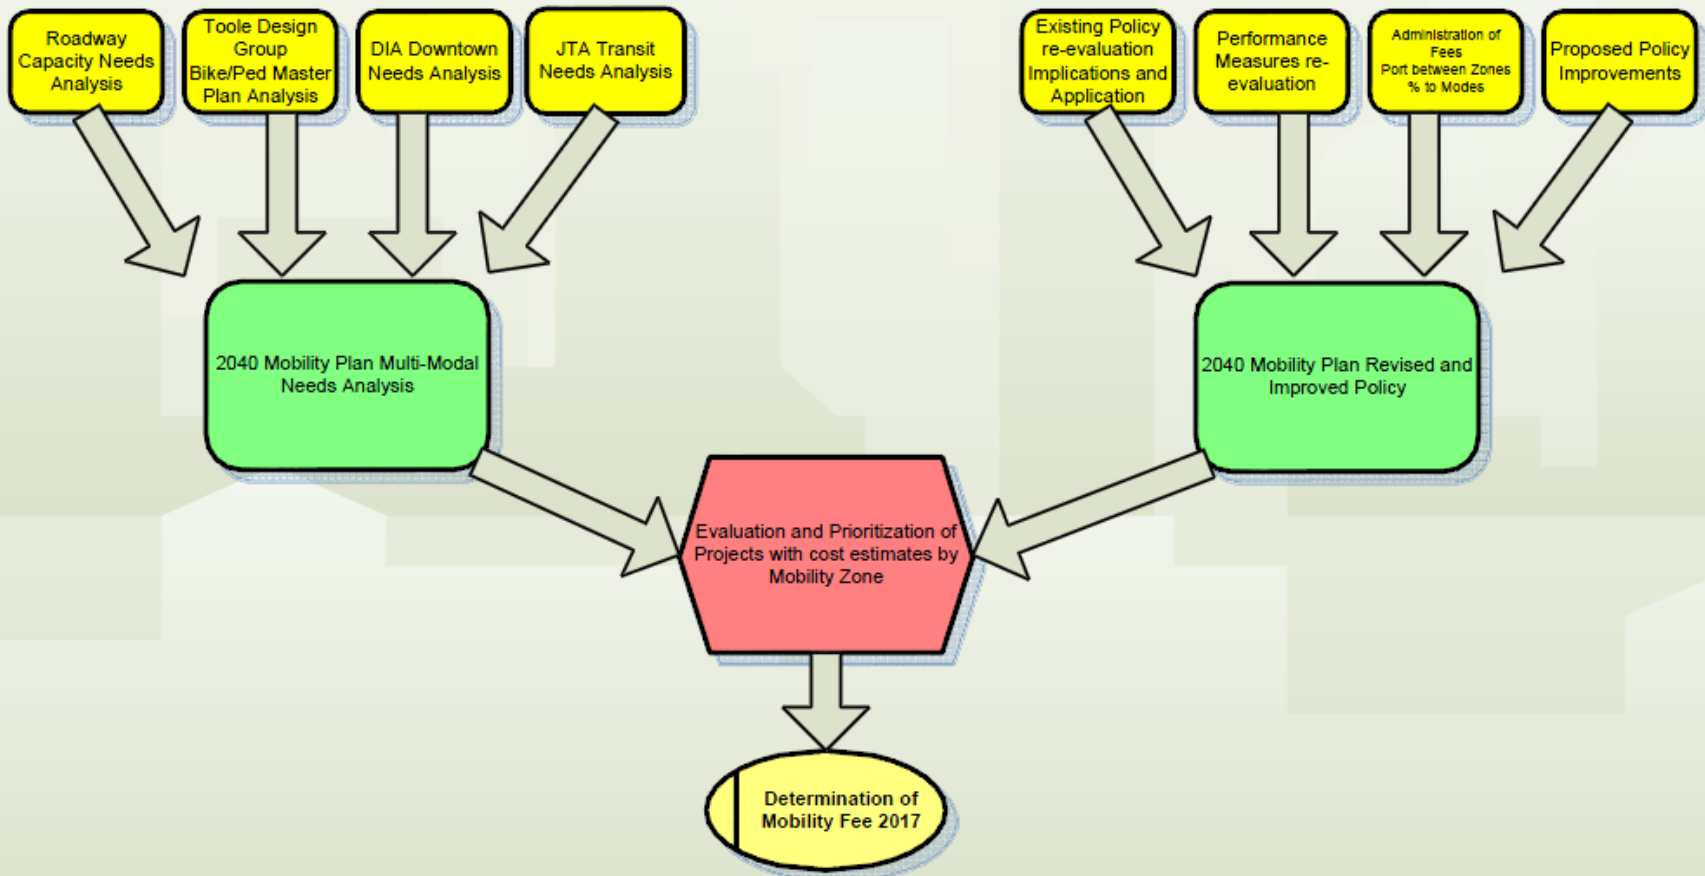 Roadway
Capacity Needs
Analysis
Toole Design
Group
Bike/Ped Master
Plan Analysis
DIA Downtown
Needs Analysis
JTA Transit
Needs Analysis
Existing Policy
re-evaluation
Implications and
Application
Performance
Measures re-
evaluation
Administration of
Fees
Port between Zones
% to Modes
Proposed Policy
Improvements
2040 Mobility Plan Multi-Modal
Needs Analysis
2040 Mobility Plan Revised and
Improved Policy
Evaluation and Prioritization of
Projects with cost estimates by
Mobility Zone
Determination of
Mobility Fee 2017